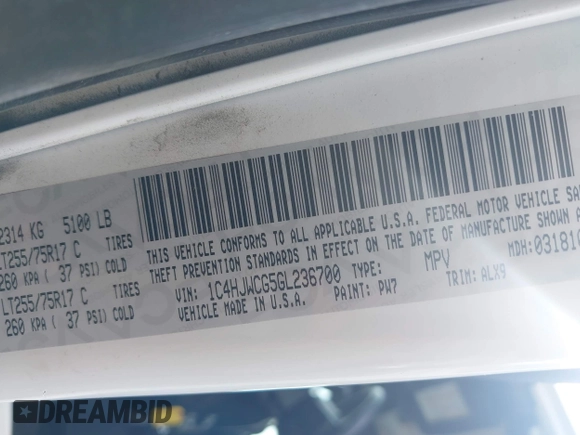 2314 KG 5100 LB
LT255/75R17 C TIRES
260 KPA ( 37 PSI) COLD
LT255/75R17 C TIRES
260 KPA ( 37 PSI) COLD
THIS VEHICLE CONFORMS TO ALL APPLICABLE U.S.A. FEDERAL MOTOR VEHICLE
THEFT PREVENTION STANDARDS IN EFFECT ON THE DATE OF MANUFACTURE SHOWN
VIN: 1C4HJWCG5GL236700 TYPE: MPV MDH: 03181
VEHICLE MADE IN U.S.A. PAINT: PW7 TRIM: ALX9
DREAMBID